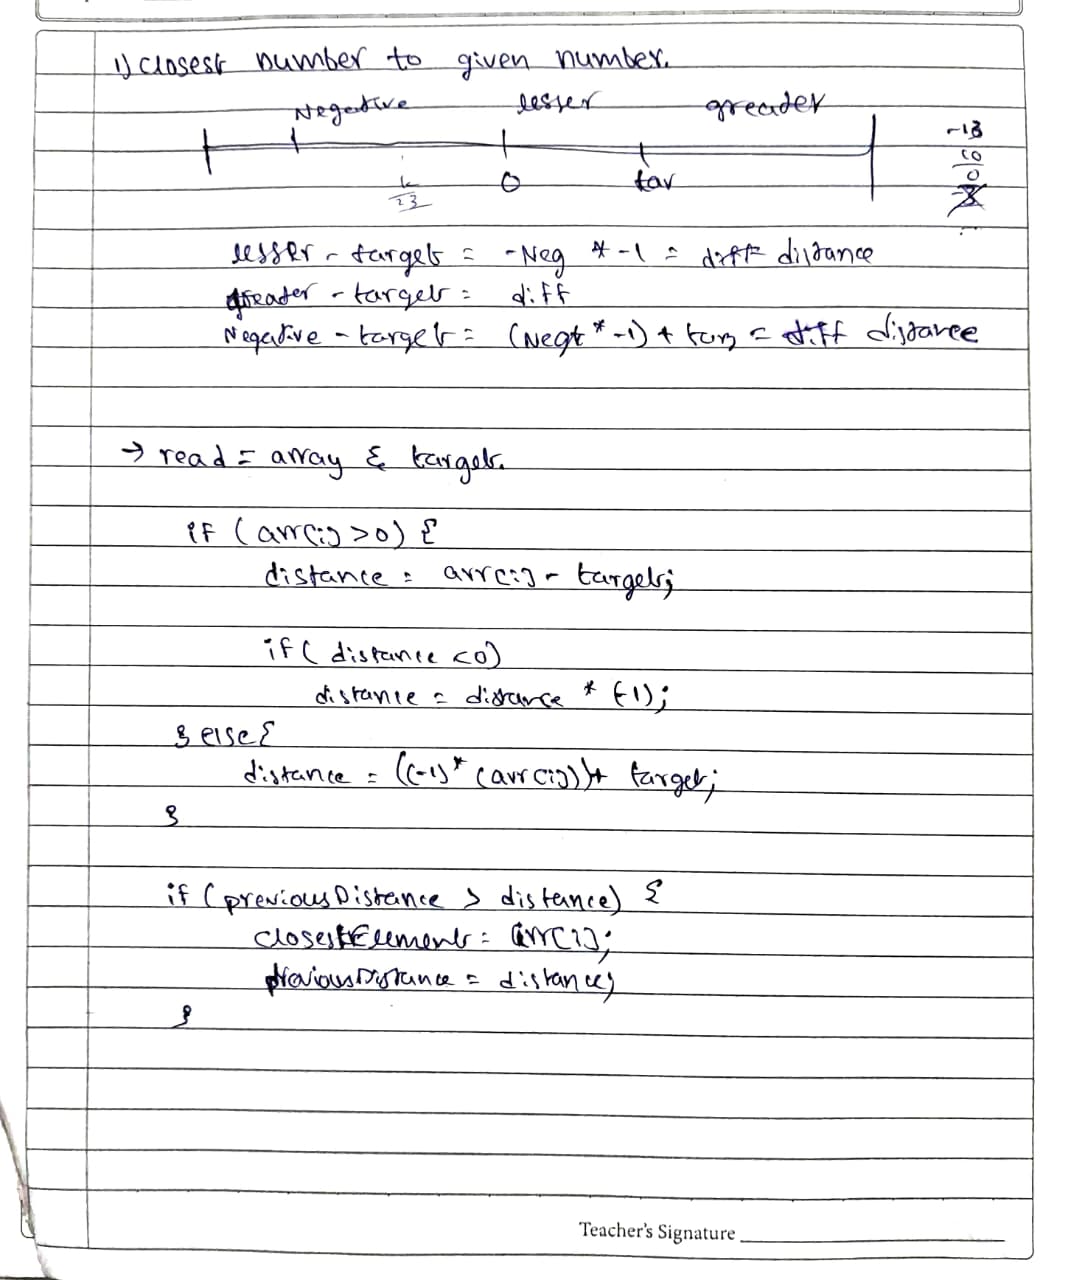 1) closest number to given number.
Negative lesser greader
-13
10
0
k 0 tar
23
lesser - target = -Neg * -1 = diff distance
greader - target = diff
Negative - target = (Negt * -1) + tar = diff distance
→ read = array & target.
if (arr[i] > 0) {
distance = arr[i] - target;
if ( distance < 0)
distance = distance * (-1);
} else {
distance = ((-1) * (arr[i])) + target;
}
if (previousDistance > distance) {
closestElement = arr[i];
previousDistance = distance;
}
Teacher's Signature